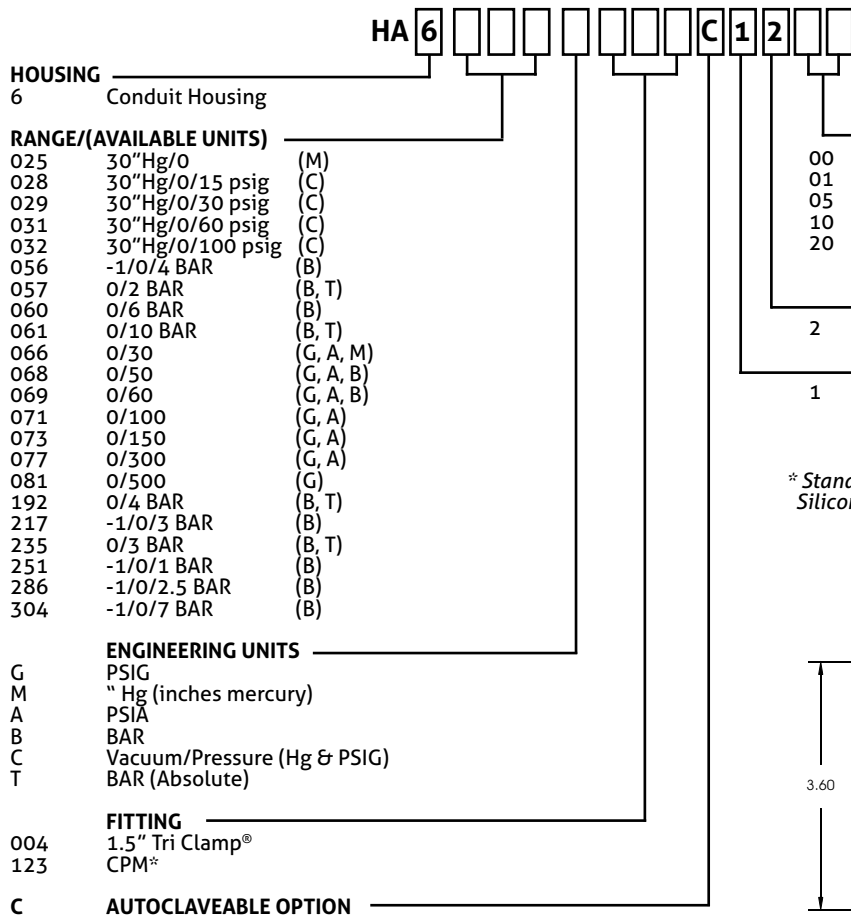 HA 6 C 1 2
HOUSING
6 Conduit Housing
RANGE/(AVAILABLE UNITS)
025 30"Hg/0 (M)
028 30"Hg/0/15 psig (C)
029 30"Hg/0/30 psig (C)
031 30"Hg/0/60 psig (C)
032 30"Hg/0/100 psig (C)
056 -1/0/4 BAR (B)
057 0/2 BAR (B, T)
060 0/6 BAR (B)
061 0/10 BAR (B, T)
066 0/30 (G, A, M)
068 0/50 (G, A, B)
069 0/60 (G, A, B)
071 0/100 (G, A)
073 0/150 (G, A)
077 0/300 (G, A)
081 0/500 (G)
192 0/4 BAR (B, T)
217 -1/0/3 BAR (B)
235 0/3 BAR (B, T)
251 -1/0/1 BAR (B)
286 -1/0/2.5 BAR (B)
304 -1/0/7 BAR (B)
ENGINEERING UNITS
G PSIG
M " Hg (inches mercury)
A PSIA
B BAR
C Vacuum/Pressure (Hg & PSIG)
T BAR (Absolute)
FITTING
004 1.5" Tri Clamp®
123 CPM*
C AUTOCLAVEABLE OPTION
00
01
05
10
20
2
1
* Stand
Silicon
3.60